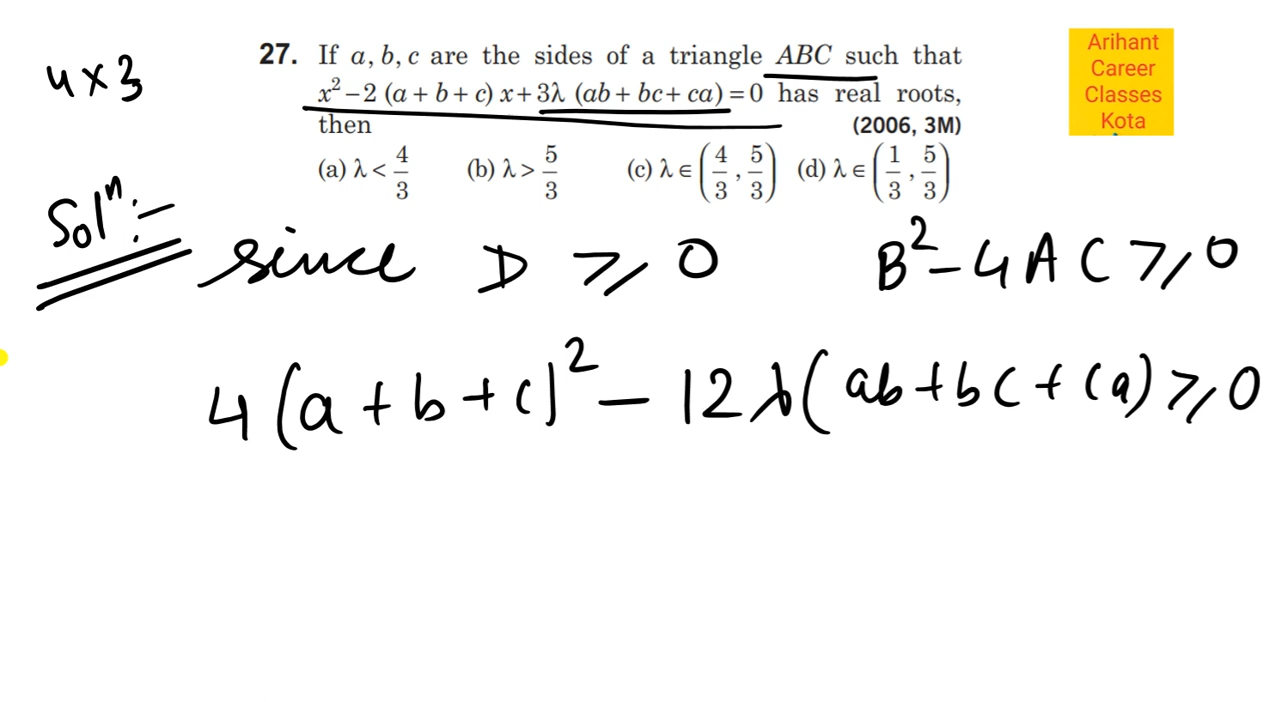 4 × 3
27. If a, b, c are the sides of a triangle ABC such that
x² − 2 (a + b + c) x + 3λ (ab + bc + ca) = 0 has real roots,
then (2006, 3M)
(a) λ < 4/3 (b) λ > 5/3 (c) λ ∈ (4/3, 5/3) (d) λ ∈ (1/3, 5/3)
Arihant
Career
Classes
Kota
Solⁿ :-
since D ⩾ 0 B² − 4AC ⩾ 0
4(a + b + c)² − 12λ(ab + bc + ca) ⩾ 0